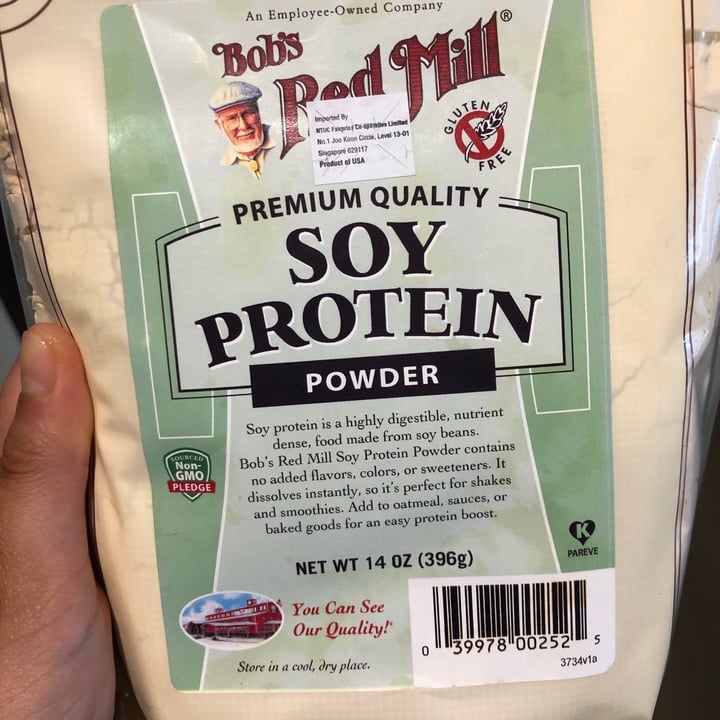 An Employee-Owned Company
Bob's
Red Mill®
Imported By
NTUC Fairprice Co-operative Limited
No.1 Joo Koon Circle, Level 13-01
Singapore 629117
Product of USA
GLUTEN
FREE
PREMIUM QUALITY
SOY
PROTEIN
POWDER
Soy protein is a highly digestible, nutrient
dense, food made from soy beans.
Bob's Red Mill Soy Protein Powder contains
no added flavors, colors, or sweeteners. It
dissolves instantly, so it's perfect for shakes
and smoothies. Add to oatmeal, sauces, or
baked goods for an easy protein boost.
SOURCED
Non-
GMO
PLEDGE
K
PAREVE
NET WT 14 OZ (396g)
You Can See
Our Quality!®
0 39978 00252 5
3734v1a
Store in a cool, dry place.